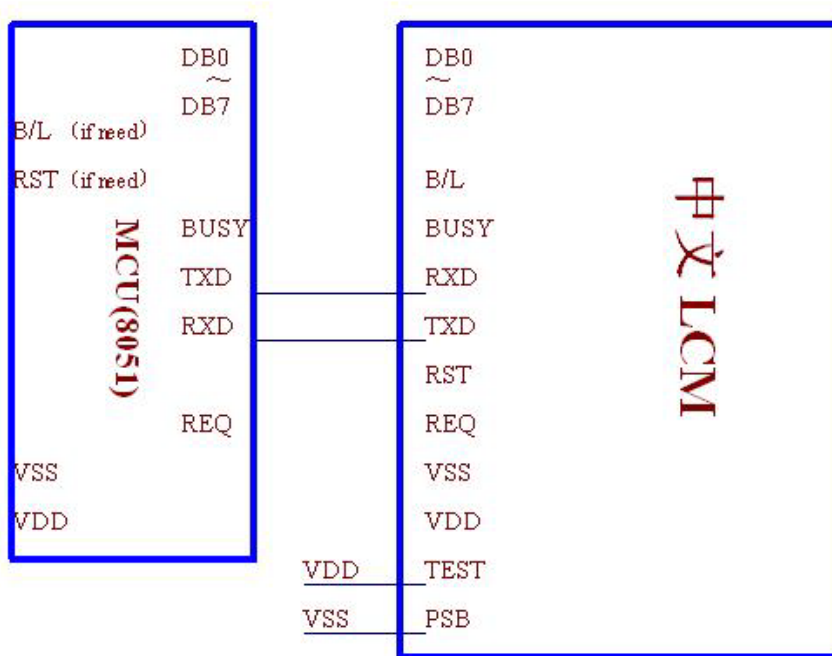 DB0
~
DB7
B/L (if need)
RST (if need)
BUSY
TXD
RXD
REQ
VSS
VDD
MCU(8051)
DB0
~
DB7
B/L
BUSY
RXD
TXD
RST
REQ
VSS
VDD
VDD TEST
VSS PSB
中文 LCM